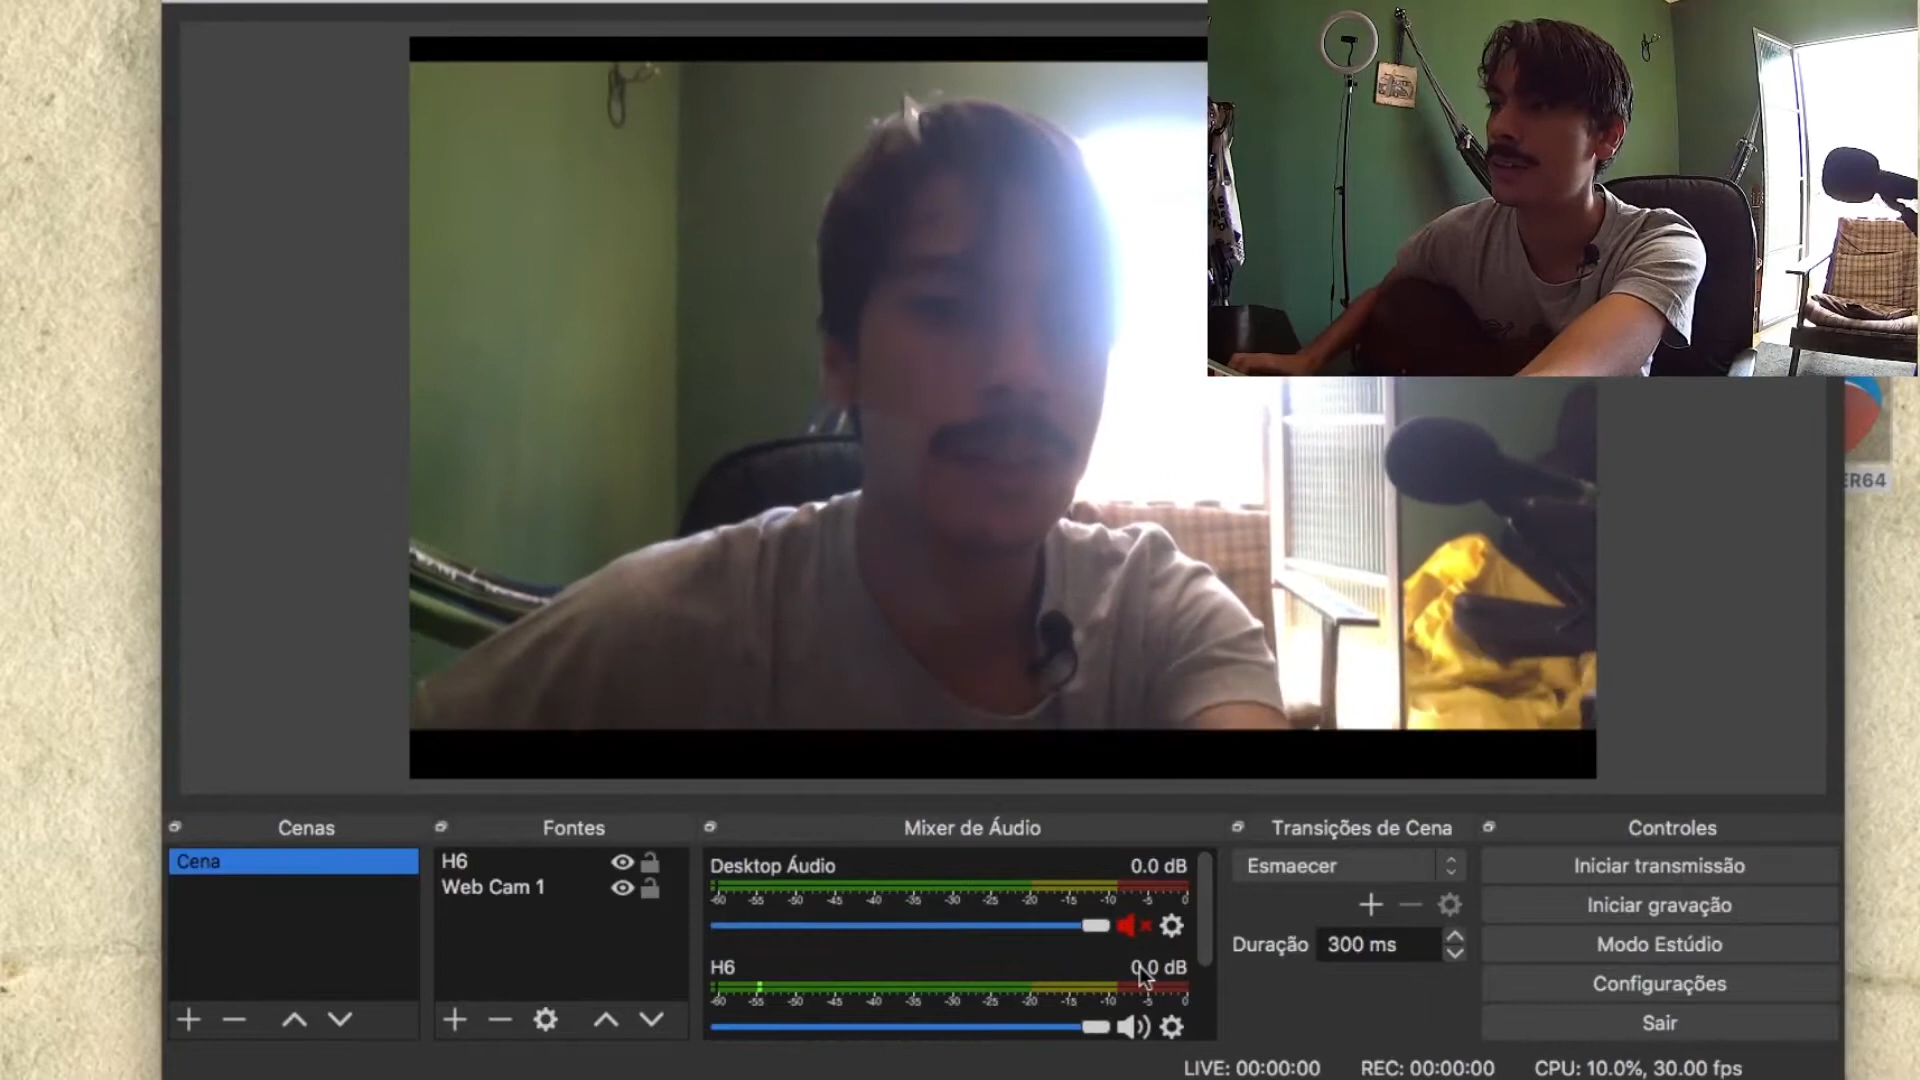 ER64
Cenas
Cena
Fontes
H6
Web Cam 1
Mixer de Áudio
Desktop Áudio 0.0 dB
-60 -55 -50 -45 -40 -35 -30 -25 -20 -15 -10 -5 0
H6 0.0 dB
-60 -55 -50 -45 -40 -35 -30 -25 -20 -15 -10 -5 0
Transições de Cena
Esmaecer
Duração 300 ms
Controles
Iniciar transmissão
Iniciar gravação
Modo Estúdio
Configurações
Sair
LIVE: 00:00:00 REC: 00:00:00 CPU: 10.0%, 30.00 fps